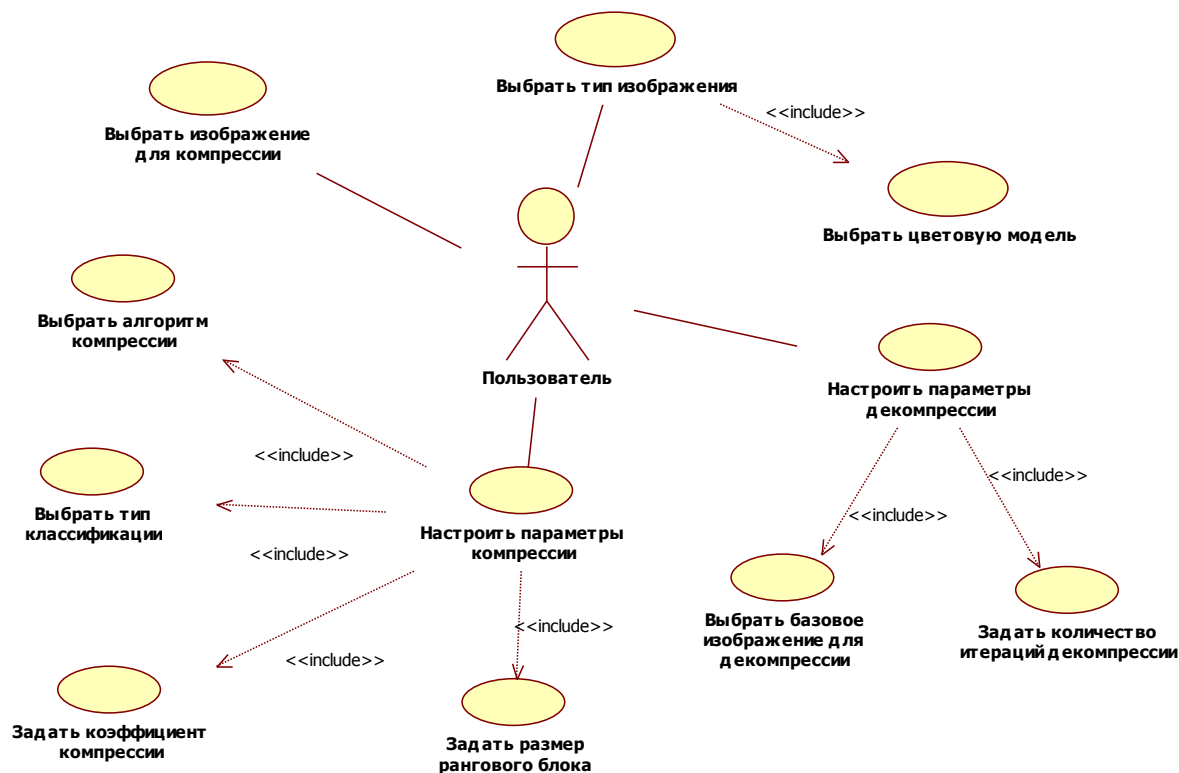 Выбрать тип изображения
<<include>>
Выбрать изображение
для компрессии
Выбрать цветовую модель
Выбрать алгоритм
компрессии
Пользователь
Настроить параметры
декомпрессии
<<include>>
<<include>>
<<include>>
Выбрать тип
классификации
Настроить параметры
компрессии
<<include>>
<<include>>
<<include>>
Выбрать базовое
изображение для
декомпрессии
Задать количество
итераций декомпрессии
Задать коэффициент
компрессии
Задать размер
рангового блока